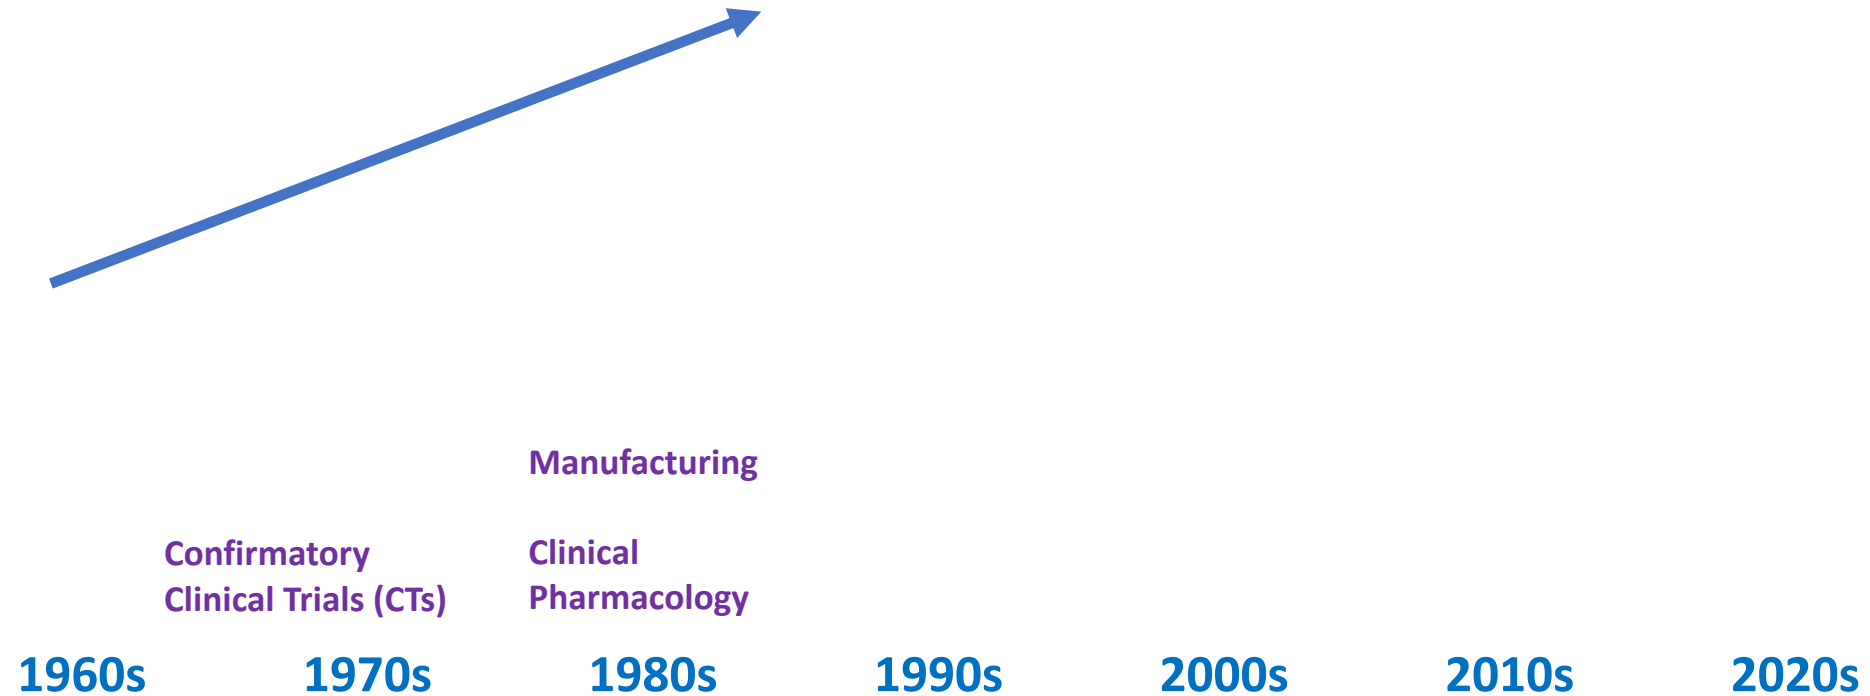 Manufacturing
Confirmatory
Clinical Trials (CTs)
Clinical
Pharmacology
1960s
1970s
1980s
1990s
2000s
2010s
2020s